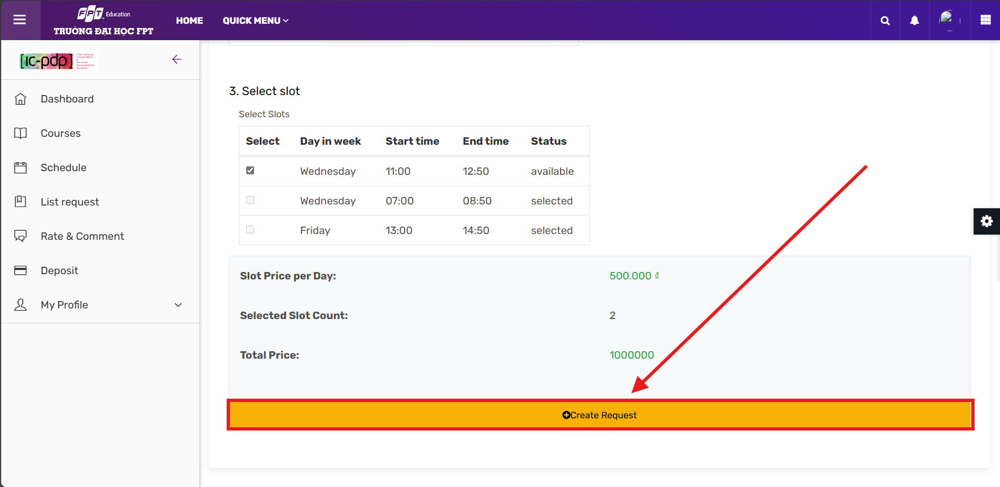 FPT Education
TRƯỜNG ĐẠI HỌC FPT
HOME
QUICK MENU
[ic-pdp]
International
Cooperation
&
Personal
Development
Program
Dashboard
Courses
Schedule
List request
Rate & Comment
Deposit
My Profile
3. Select slot
Select Slots
Select Day in week Start time End time Status
Wednesday 11:00 12:50 available
Wednesday 07:00 08:50 selected
Friday 13:00 14:50 selected
Slot Price per Day: 500.000 ₫
Selected Slot Count: 2
Total Price: 1000000
Create Request